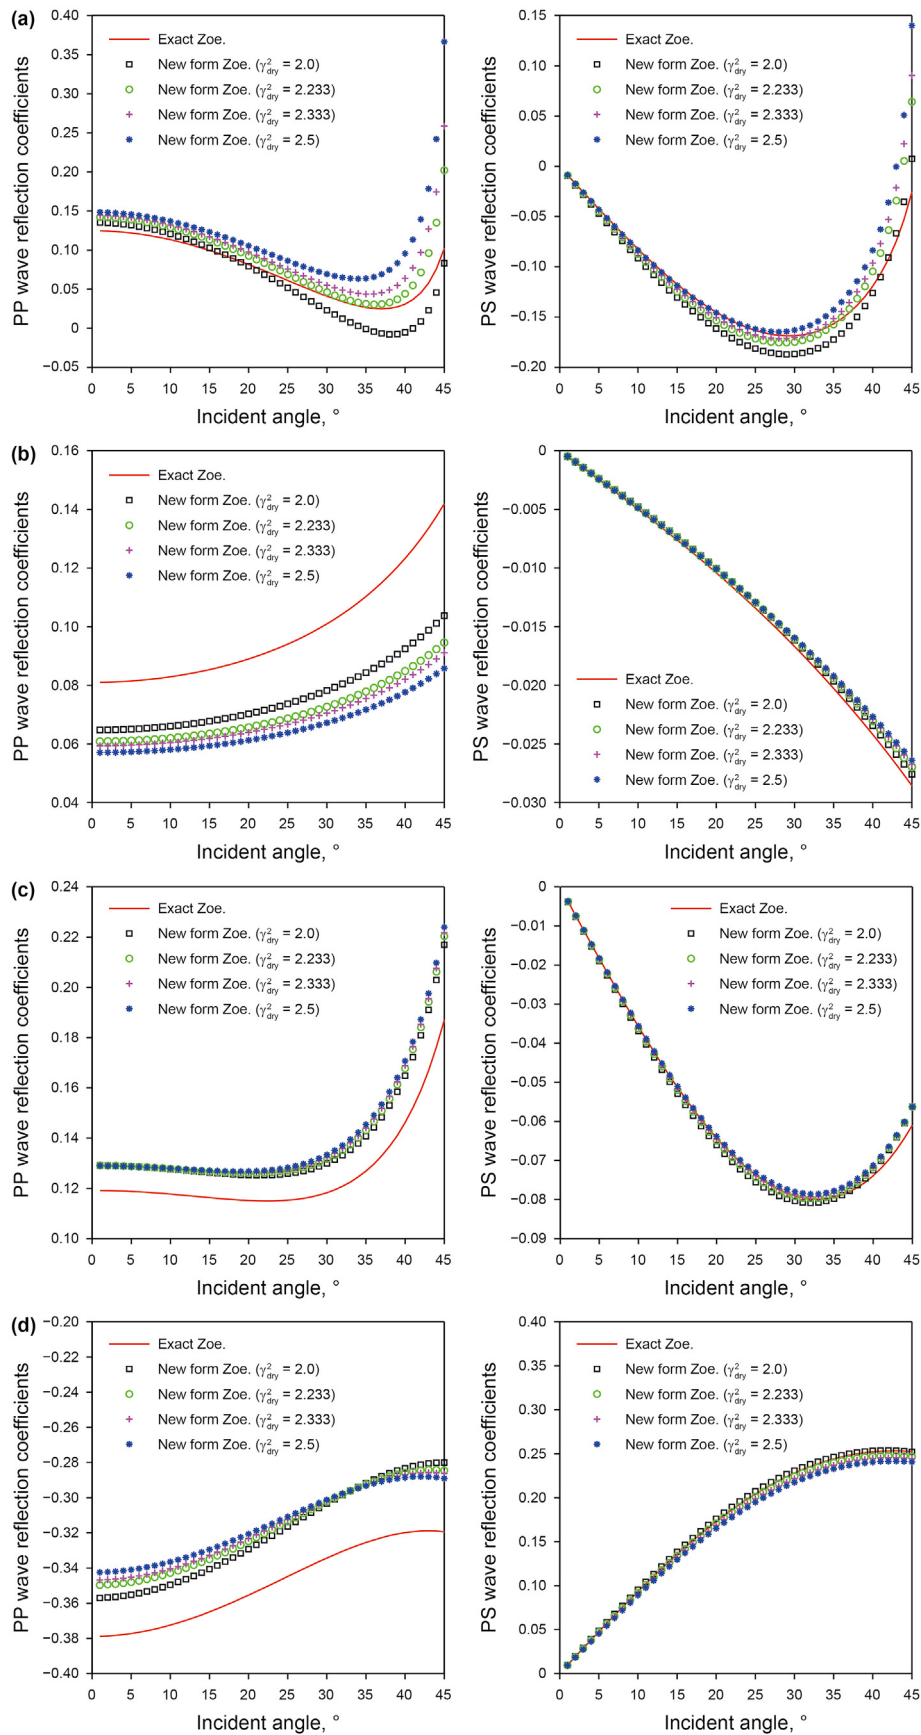 (a)
PP wave reflection coefficients
0.40
0.35
0.30
0.25
0.20
0.15
0.10
0.05
0
−0.05
Exact Zoe.
New form Zoe. (γ²dry = 2.0)
New form Zoe. (γ²dry = 2.233)
New form Zoe. (γ²dry = 2.333)
New form Zoe. (γ²dry = 2.5)
0 5 10 15 20 25 30 35 40 45
Incident angle, °
PS wave reflection coefficients
0.15
0.10
0.05
0
−0.05
−0.10
−0.15
−0.20
Exact Zoe.
New form Zoe. (γ²dry = 2.0)
New form Zoe. (γ²dry = 2.233)
New form Zoe. (γ²dry = 2.333)
New form Zoe. (γ²dry = 2.5)
0 5 10 15 20 25 30 35 40 45
Incident angle, °
(b)
PP wave reflection coefficients
0.16
0.14
0.12
0.10
0.08
0.06
0.04
Exact Zoe.
New form Zoe. (γ²dry = 2.0)
New form Zoe. (γ²dry = 2.233)
New form Zoe. (γ²dry = 2.333)
New form Zoe. (γ²dry = 2.5)
0 5 10 15 20 25 30 35 40 45
Incident angle, °
PS wave reflection coefficients
0
−0.005
−0.010
−0.015
−0.020
−0.025
−0.030
Exact Zoe.
New form Zoe. (γ²dry = 2.0)
New form Zoe. (γ²dry = 2.233)
New form Zoe. (γ²dry = 2.333)
New form Zoe. (γ²dry = 2.5)
0 5 10 15 20 25 30 35 40 45
Incident angle, °
(c)
PP wave reflection coefficients
0.24
0.22
0.20
0.18
0.16
0.14
0.12
0.10
Exact Zoe.
New form Zoe. (γ²dry = 2.0)
New form Zoe. (γ²dry = 2.233)
New form Zoe. (γ²dry = 2.333)
New form Zoe. (γ²dry = 2.5)
0 5 10 15 20 25 30 35 40 45
Incident angle, °
PS wave reflection coefficients
0
−0.01
−0.02
−0.03
−0.04
−0.05
−0.06
−0.07
−0.08
−0.09
Exact Zoe.
New form Zoe. (γ²dry = 2.0)
New form Zoe. (γ²dry = 2.233)
New form Zoe. (γ²dry = 2.333)
New form Zoe. (γ²dry = 2.5)
0 5 10 15 20 25 30 35 40 45
Incident angle, °
(d)
PP wave reflection coefficients
−0.20
−0.22
−0.24
−0.26
−0.28
−0.30
−0.32
−0.34
−0.36
−0.38
−0.40
Exact Zoe.
New form Zoe. (γ²dry = 2.0)
New form Zoe. (γ²dry = 2.233)
New form Zoe. (γ²dry = 2.333)
New form Zoe. (γ²dry = 2.5)
0 5 10 15 20 25 30 35 40 45
Incident angle, °
PS wave reflection coefficients
0.40
0.35
0.30
0.25
0.20
0.15
0.10
0.05
0
Exact Zoe.
New form Zoe. (γ²dry = 2.0)
New form Zoe. (γ²dry = 2.233)
New form Zoe. (γ²dry = 2.333)
New form Zoe. (γ²dry = 2.5)
0 5 10 15 20 25 30 35 40 45
Incident angle, °